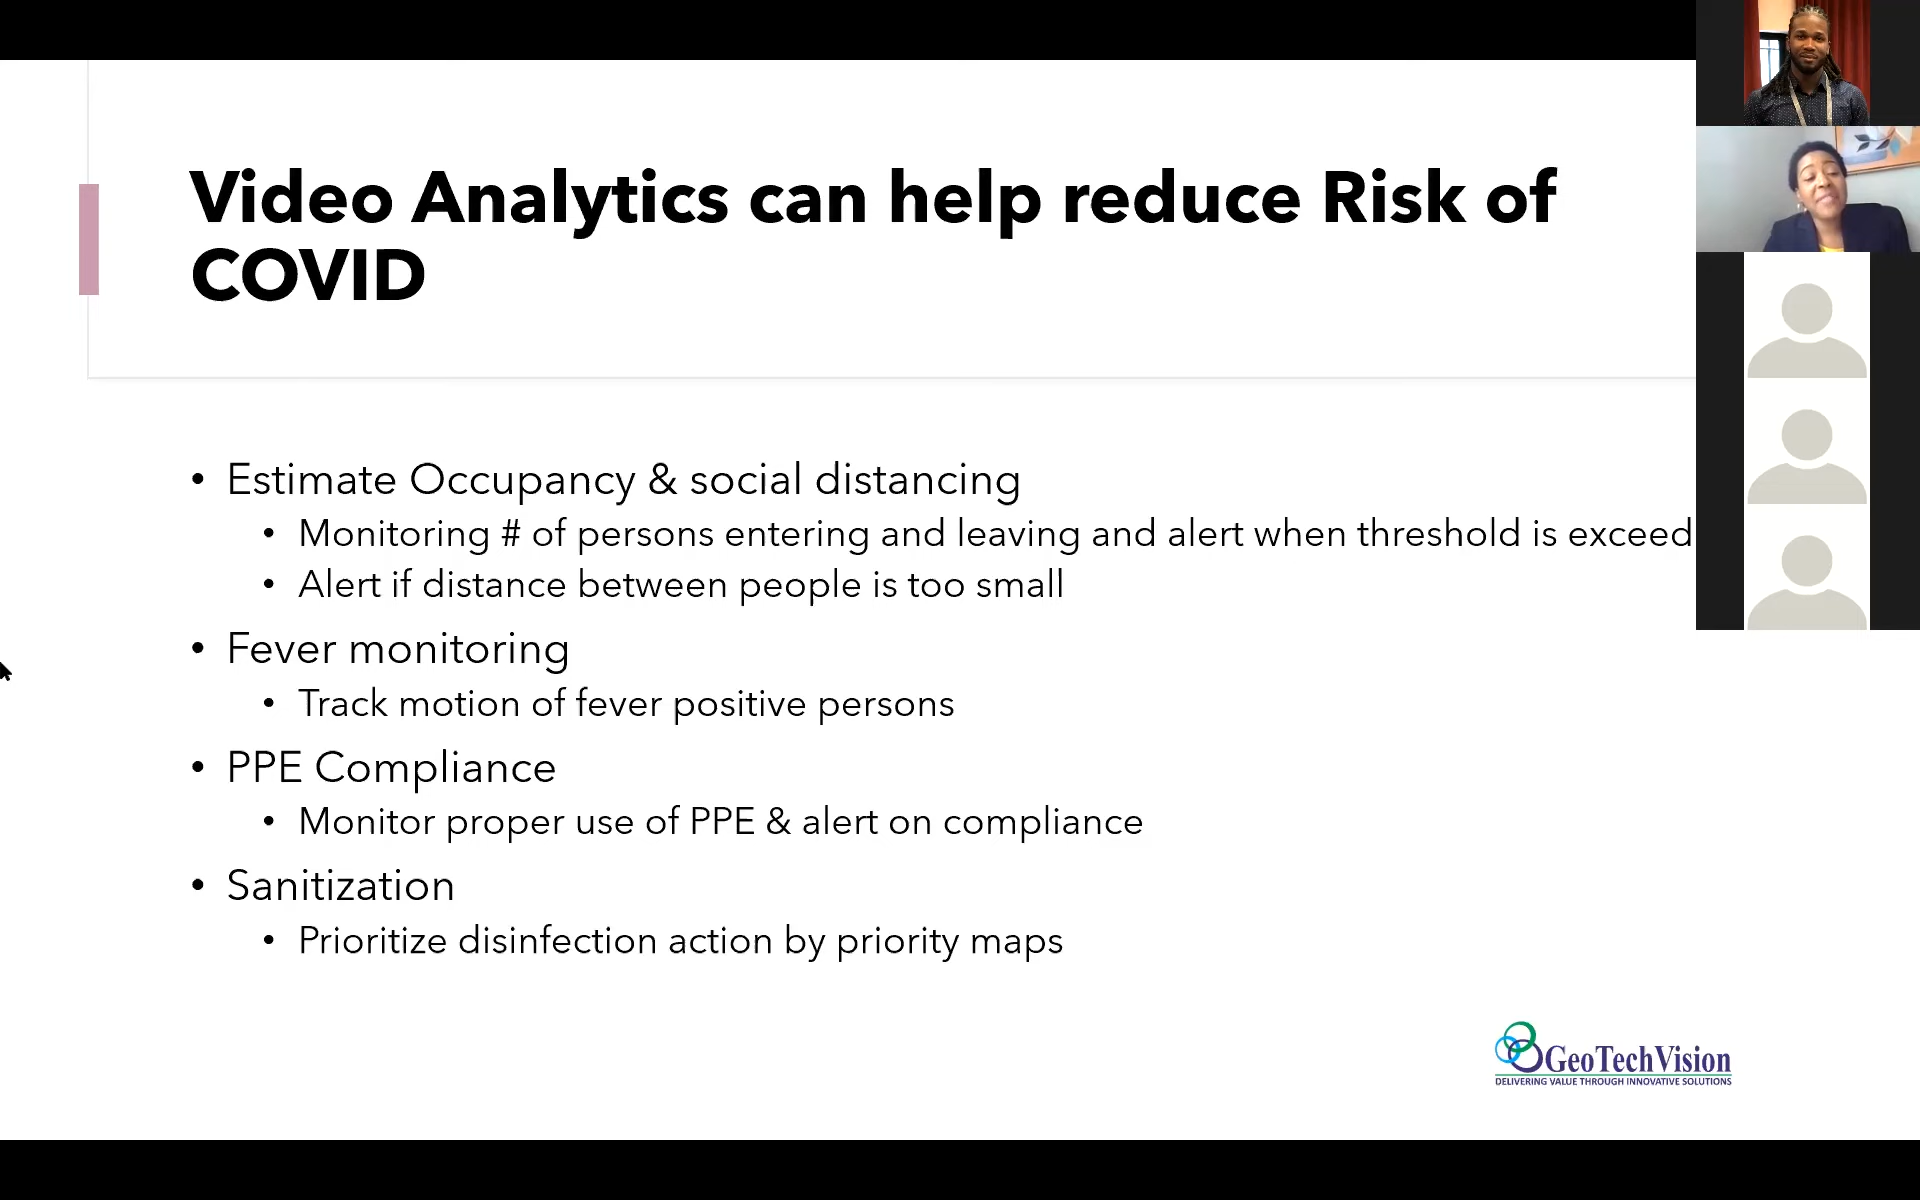 Video Analytics can help reduce Risk of
COVID
• Estimate Occupancy & social distancing
• Monitoring # of persons entering and leaving and alert when threshold is exceed
• Alert if distance between people is too small
• Fever monitoring
• Track motion of fever positive persons
• PPE Compliance
• Monitor proper use of PPE & alert on compliance
• Sanitization
• Prioritize disinfection action by priority maps
GeoTechVision
DELIVERING VALUE THROUGH INNOVATIVE SOLUTIONS